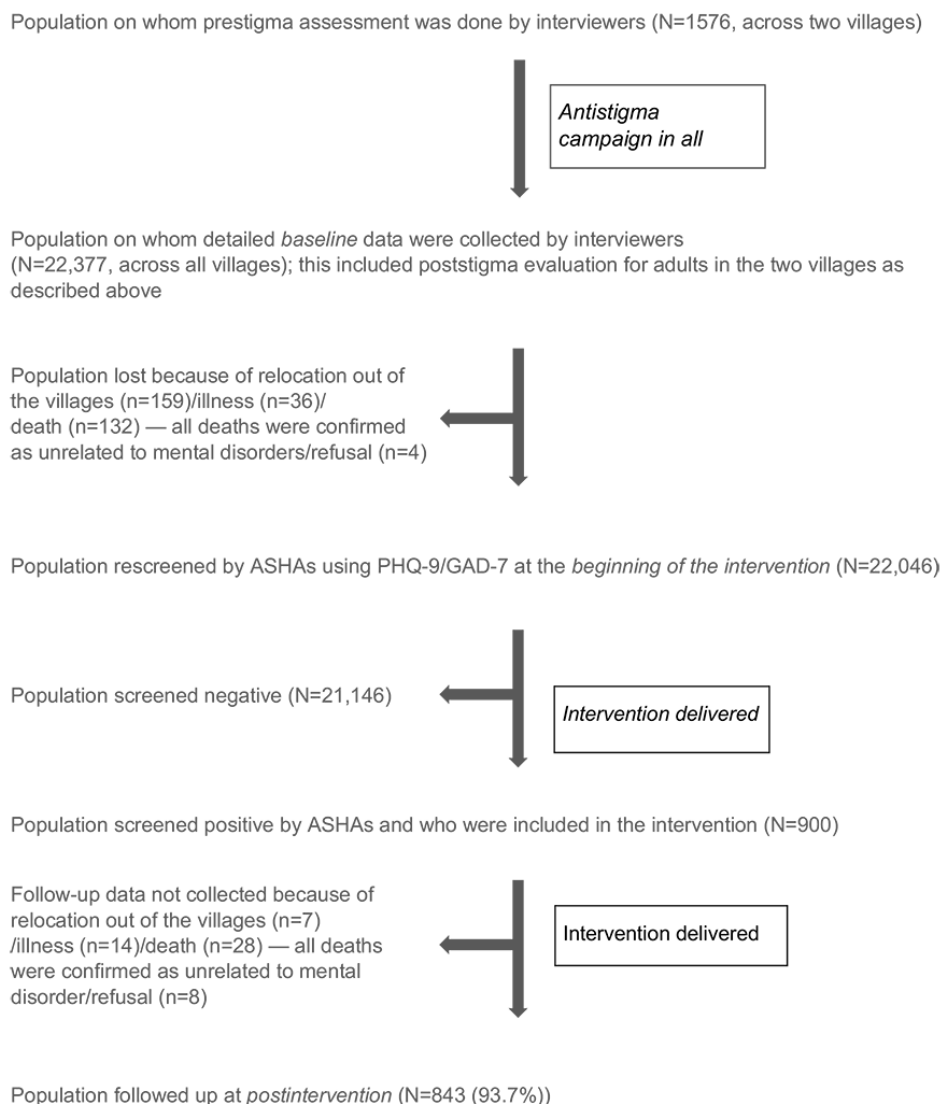 Population on whom prestigma assessment was done by interviewers (N=1576, across two villages)
Antistigma
campaign in all
Population on whom detailed baseline data were collected by interviewers
(N=22,377, across all villages); this included poststigma evaluation for adults in the two villages as
described above
Population lost because of relocation out of
the villages (n=159)/illness (n=36)/
death (n=132) — all deaths were confirmed
as unrelated to mental disorders/refusal (n=4)
Population rescreened by ASHAs using PHQ-9/GAD-7 at the beginning of the intervention (N=22,046)
Population screened negative (N=21,146)
Intervention delivered
Population screened positive by ASHAs and who were included in the intervention (N=900)
Follow-up data not collected because of
relocation out of the villages (n=7)
/illness (n=14)/death (n=28) — all deaths
were confirmed as unrelated to mental
disorder/refusal (n=8)
Intervention delivered
Population followed up at postintervention (N=843 (93.7%))